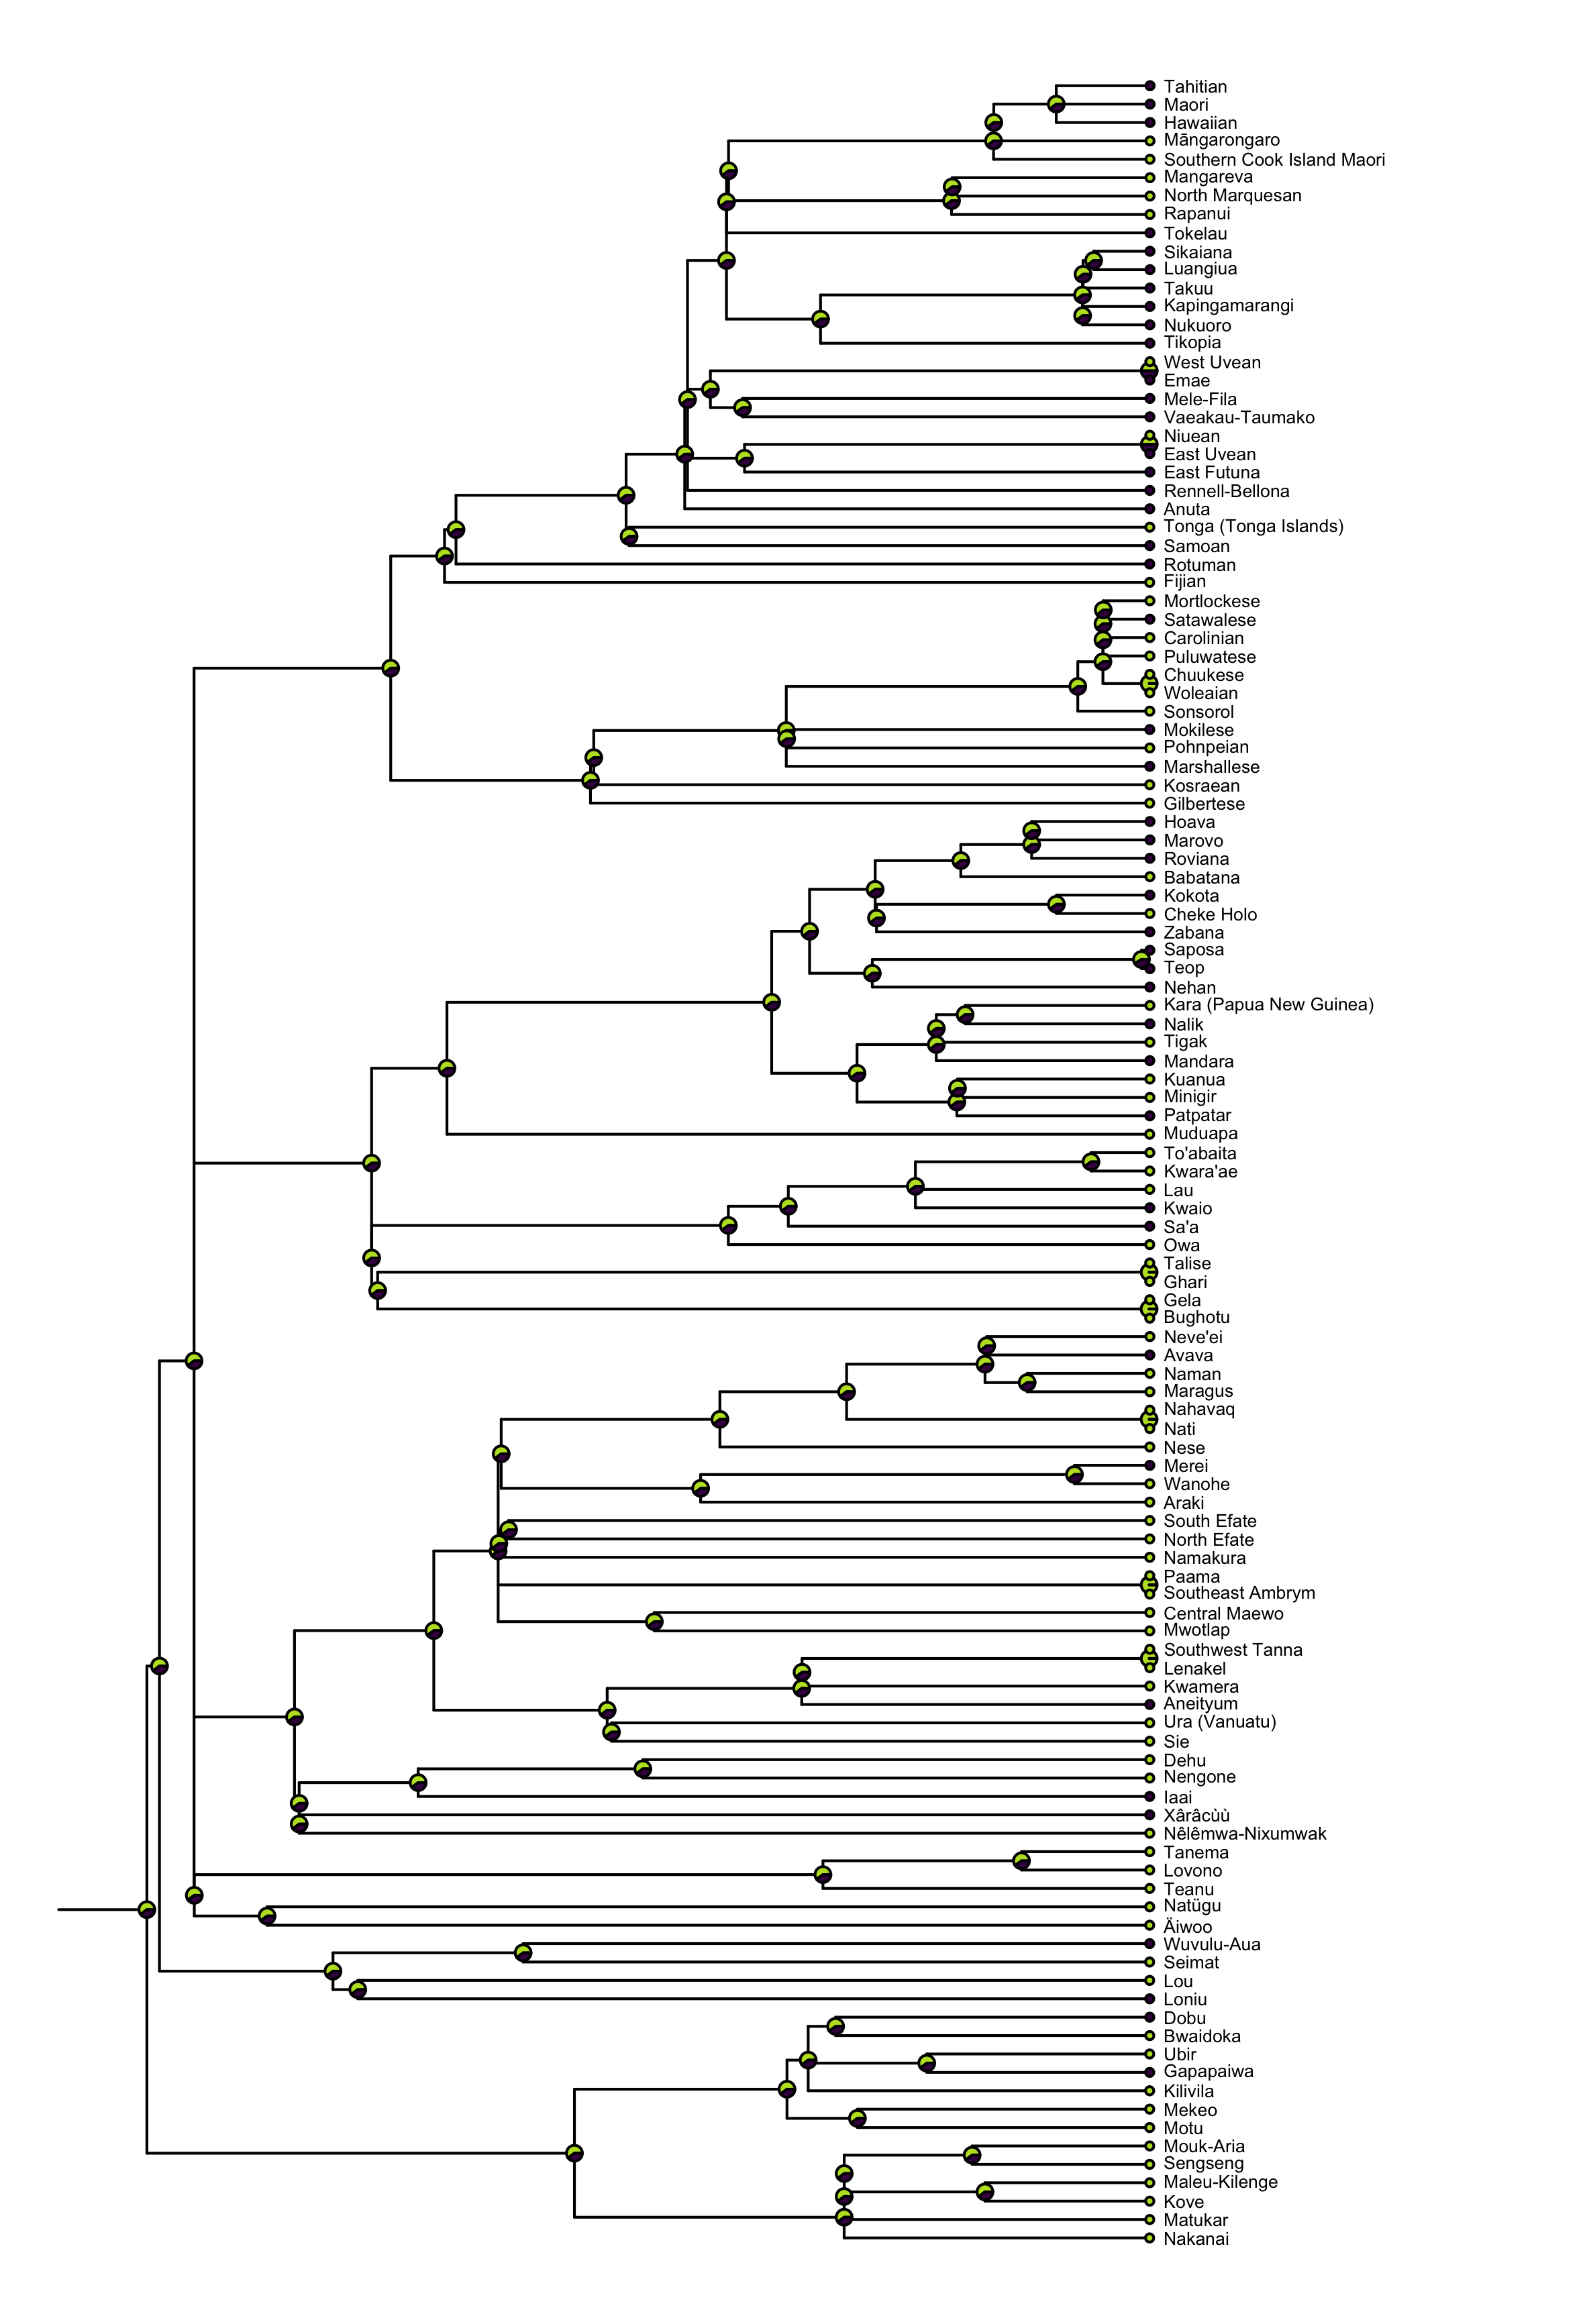 Tahitian
Maori
Hawaiian
Māngarongaro
Southern Cook Island Maori
Mangareva
North Marquesan
Rapanui
Tokelau
Sikaiana
Luangiua
Takuu
Kapingamarangi
Nukuoro
Tikopia
West Uvean
Emae
Mele-Fila
Vaeakau-Taumako
Niuean
East Uvean
East Futuna
Rennell-Bellona
Anuta
Tonga (Tonga Islands)
Samoan
Rotuman
Fijian
Mortlockese
Satawalese
Carolinian
Puluwatese
Chuukese
Woleaian
Sonsorol
Mokilese
Pohnpeian
Marshallese
Kosraean
Gilbertese
Hoava
Marovo
Roviana
Babatana
Kokota
Cheke Holo
Zabana
Saposa
Teop
Nehan
Kara (Papua New Guinea)
Nalik
Tigak
Mandara
Kuanua
Minigir
Patpatar
Muduapa
To'abaita
Kwara'ae
Lau
Kwaio
Sa'a
Owa
Talise
Ghari
Gela
Bughotu
Neve'ei
Avava
Naman
Maragus
Nahavaq
Nati
Nese
Merei
Wanohe
Araki
South Efate
North Efate
Namakura
Paama
Southeast Ambrym
Central Maewo
Mwotlap
Southwest Tanna
Lenakel
Kwamera
Aneityum
Ura (Vanuatu)
Sie
Dehu
Nengone
Iaai
Xârâcùù
Nêlêmwa-Nixumwak
Tanema
Lovono
Teanu
Natügu
Äiwoo
Wuvulu-Aua
Seimat
Lou
Loniu
Dobu
Bwaidoka
Ubir
Gapapaiwa
Kilivila
Mekeo
Motu
Mouk-Aria
Sengseng
Maleu-Kilenge
Kove
Matukar
Nakanai